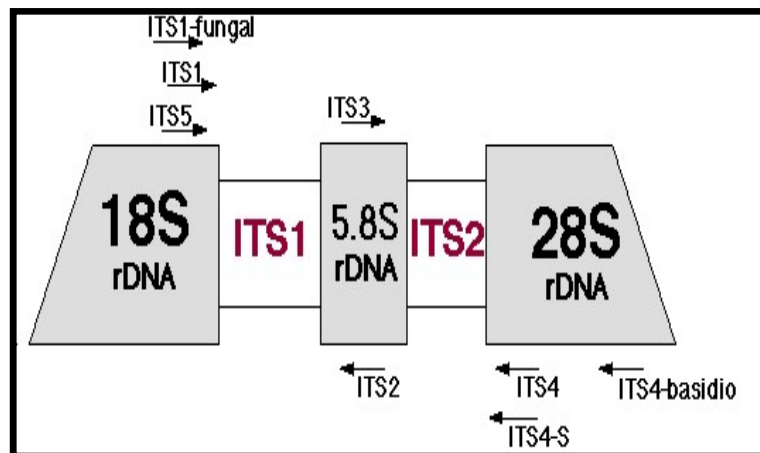 ITS1-fungal
ITS1
ITS5
ITS3
18S
rDNA
ITS1
5.8S
rDNA
ITS2
28S
rDNA
ITS2
ITS4
ITS4-basidio
ITS4-S